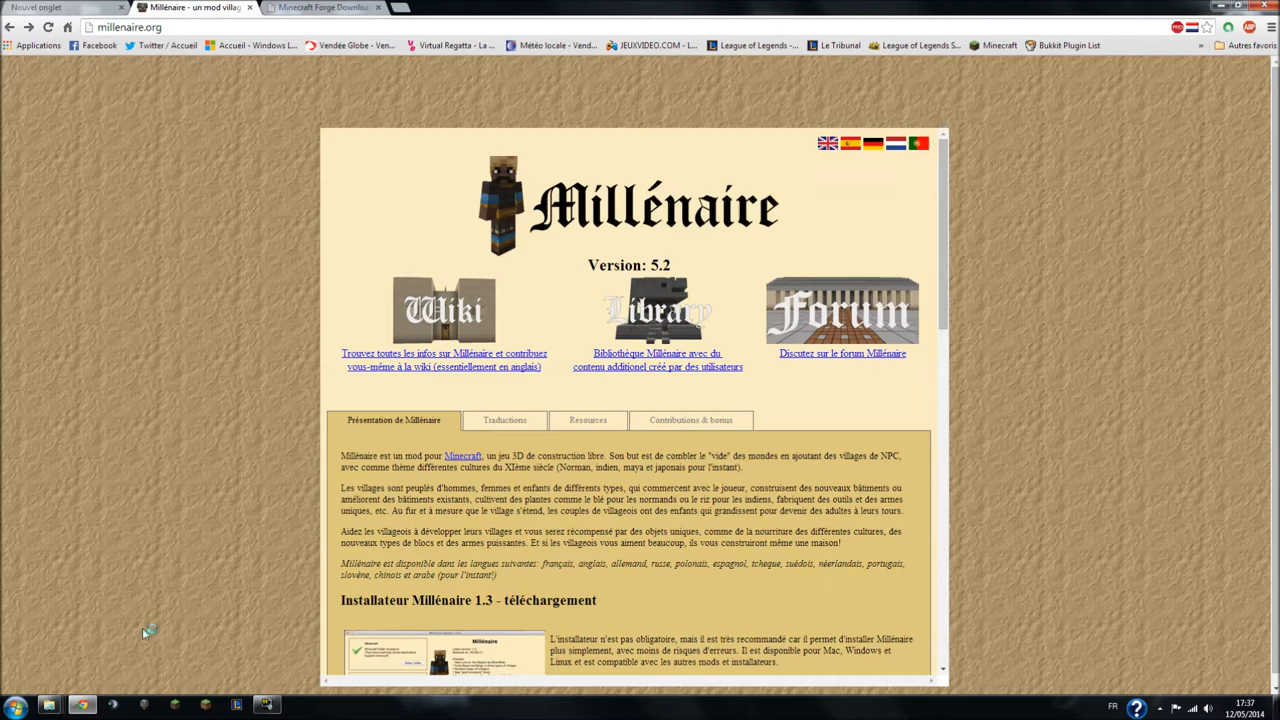 Nouvel onglet
Millénaire - un mod villag
Minecraft Forge Downloa
millenaire.org
Applications
Facebook
Twitter / Accueil
Accueil - Windows L...
Vendée Globe - Ven...
Virtual Regatta - La ...
Météo locale - Vend...
JEUXVIDEO.COM - L...
League of Legends -...
Le Tribunal
League of Legends S...
Minecraft
Bukkit Plugin List
»
Autres favoris
Millénaire
Version: 5.2
Wiki
Library
Forum
Trouvez toutes les infos sur Millénaire et contribuez
vous-même à la wiki (essentiellement en anglais)
Bibliothèque Millénaire avec du
contenu additionel créé par des utilisateurs
Discutez sur le forum Millénaire
Présentation de Millénaire
Traductions
Resources
Contributions & bonus
Millénaire est un mod pour Minecraft, un jeu 3D de construction libre. Son but est de combler le "vide" des mondes en ajoutant des villages de NPC,
avec comme thème différentes cultures du XIème siècle (Norman, indien, maya et japonais pour l'instant).
Les villages sont peuplés d'hommes, femmes et enfants de différents types, qui commercent avec le joueur, construisent des nouveaux bâtiments ou
améliorent des bâtiments existants, cultivent des plantes comme le blé pour les normands ou le riz pour les indiens, fabriquent des outils et des armes
uniques, etc. Au fur et à mesure que le village s'étend, les couples de villageois ont des enfants qui grandissent pour devenir des adultes à leurs tours.
Aidez les villageois à développer leurs villages et vous serez récompensé par des objets uniques, comme de la nourriture des différentes cultures, des
nouveaux types de blocs et des armes puissantes. Et si les villageois vous aiment beaucoup, ils vous construiront même une maison!
Millénaire est disponible dans les langues suivantes: français, anglais, allemand, russe, polonais, espagnol, tcheque, suédois, néerlandais, portugais,
slovène, chinois et arabe (pour l'instant!)
Installateur Millénaire 1.3 - téléchargement
Millénaire
L'installateur n'est pas obligatoire, mais il est très recommandé car il permet d'installer Millénaire
plus simplement, avec moins de risques d'erreurs. Il est disponible pour Mac, Windows et
Linux et est compatible avec les autres mods et installateurs.
FR
17:37
12/05/2014